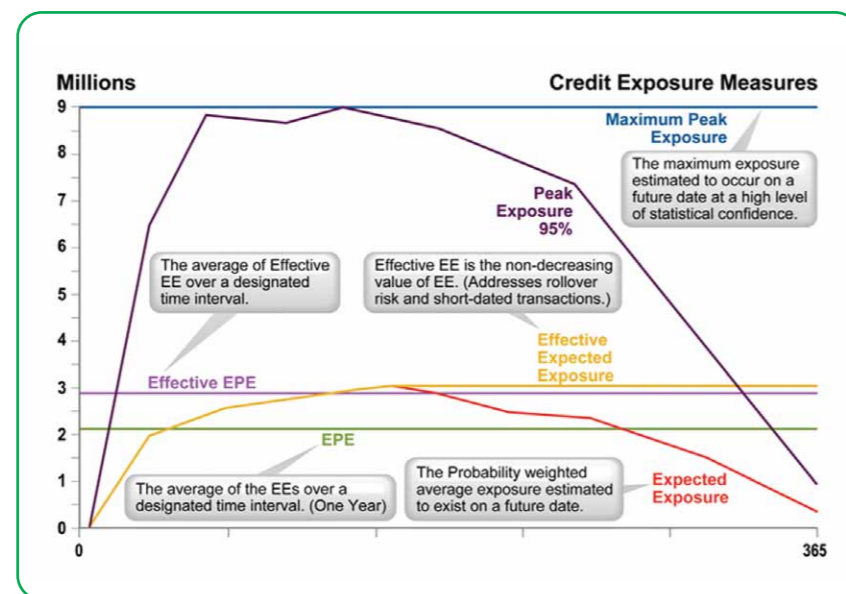 Millions
Credit Exposure Measures
9
8
7
6
5
4
3
2
1
0
0
365
Maximum Peak
Exposure
The maximum exposure
estimated to occur on a
future date at a high level
of statistical confidence.
Peak
Exposure
95%
The average of Effective
EE over a designated
time interval.
Effective EE is the non-decreasing
value of EE. (Addresses rollover
risk and short-dated transactions.)
Effective
Expected
Exposure
Effective EPE
EPE
The average of the EEs over a
designated time interval. (One Year)
The Probability weighted
average exposure estimated
to exist on a future date.
Expected
Exposure